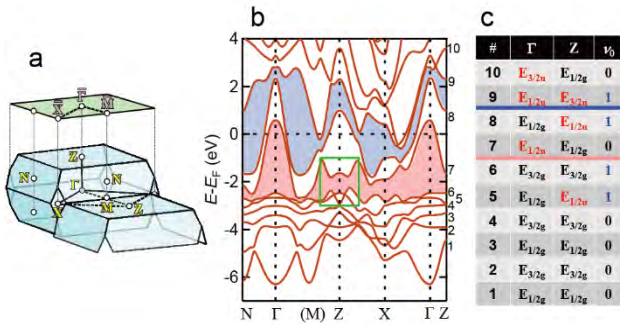 a
X̄ Γ̄ M̄
Z
N Γ N
X M Z
b
E-E_F (eV)
4
2
0
-2
-4
-6
N Γ (M) Z X Γ Z
10
9
8
7
6
5
4
3
2
1
c
# Γ Z ν₀
10 E3/2u E1/2g 0
9 E1/2u E3/2u 1
8 E1/2g E1/2u 1
7 E1/2u E1/2g 0
6 E3/2g E3/2g 1
5 E1/2g E1/2u 1
4 E3/2g E3/2g 0
3 E1/2g E1/2g 0
2 E3/2g E3/2g 0
1 E1/2g E1/2g 0